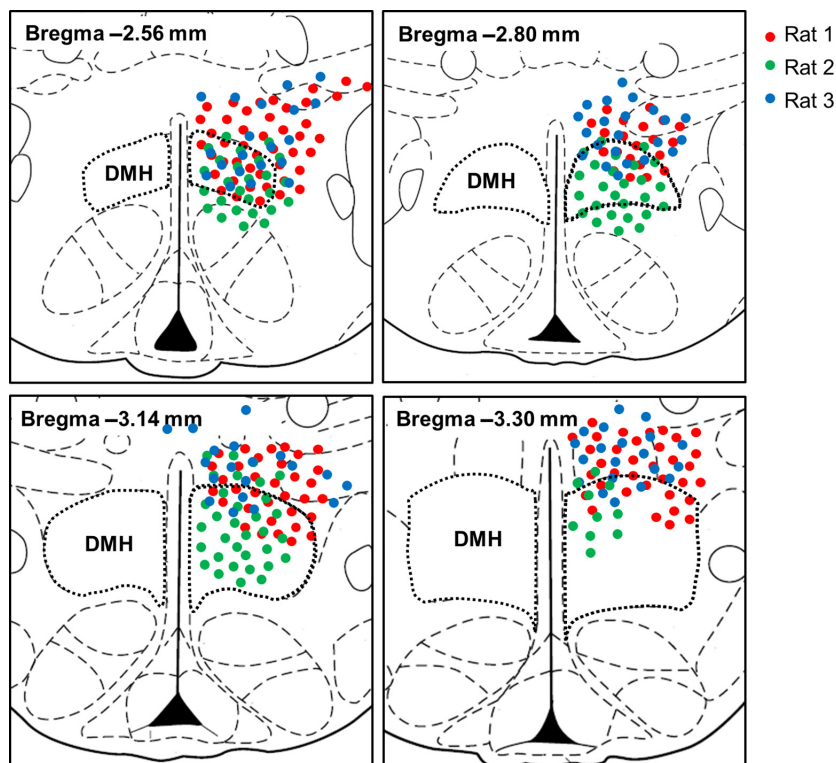 Bregma –2.56 mm
DMH
Bregma –2.80 mm
DMH
Rat 1
Rat 2
Rat 3
Bregma –3.14 mm
DMH
Bregma –3.30 mm
DMH